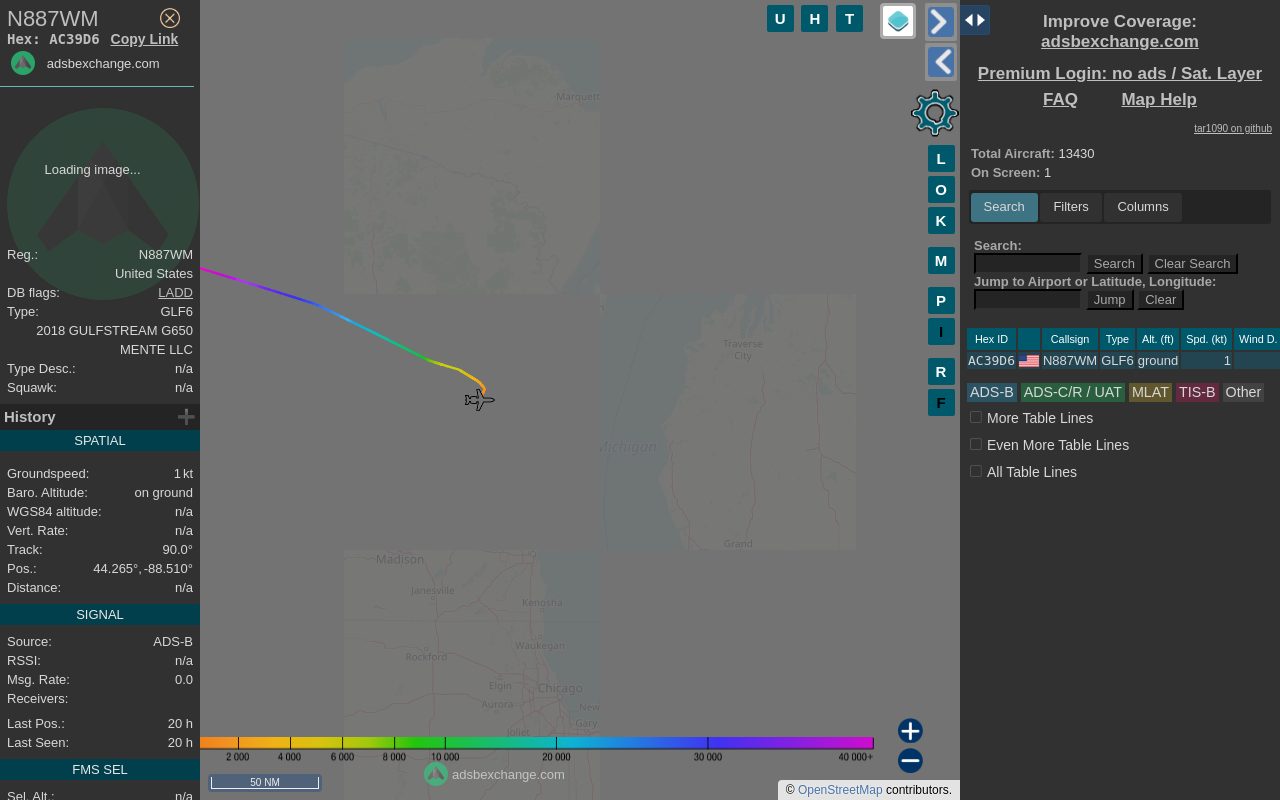 N887WM
Hex: AC39D6 Copy Link
adsbexchange.com
Loading image...
Reg.: N887WM
United States
DB flags: LADD
Type: GLF6
2018 GULFSTREAM G650
MENTE LLC
Type Desc.: n/a
Squawk: n/a
History
SPATIAL
Groundspeed: 1 kt
Baro. Altitude: on ground
WGS84 altitude: n/a
Vert. Rate: n/a
Track: 90.0°
Pos.: 44.265°, -88.510°
Distance: n/a
SIGNAL
Source: ADS-B
RSSI: n/a
Msg. Rate: 0.0
Receivers:
Last Pos.: 20 h
Last Seen: 20 h
FMS SEL
Sel. Alt.: n/a
U H T
L
O
K
M
P
I
R
F
Marquett
Traverse
City
Michigan
Grand
Madison
Janesville
Kenosha
Waukegan
Rockford
Elgin
Chicago
Aurora
New
Gary
Joliet
2 000 4 000 6 000 8 000 10 000 20 000 30 000 40 000+
50 NM
adsbexchange.com
© OpenStreetMap contributors.
Improve Coverage:
adsbexchange.com
Premium Login: no ads / Sat. Layer
FAQ Map Help
tar1090 on github
Total Aircraft: 13430
On Screen: 1
Search Filters Columns
Search:
Search Clear Search
Jump to Airport or Latitude, Longitude:
Jump Clear
Hex ID Callsign Type Alt. (ft) Spd. (kt) Wind D.
AC39D6 N887WM GLF6 ground 1
ADS-B ADS-C/R / UAT MLAT TIS-B Other
More Table Lines
Even More Table Lines
All Table Lines